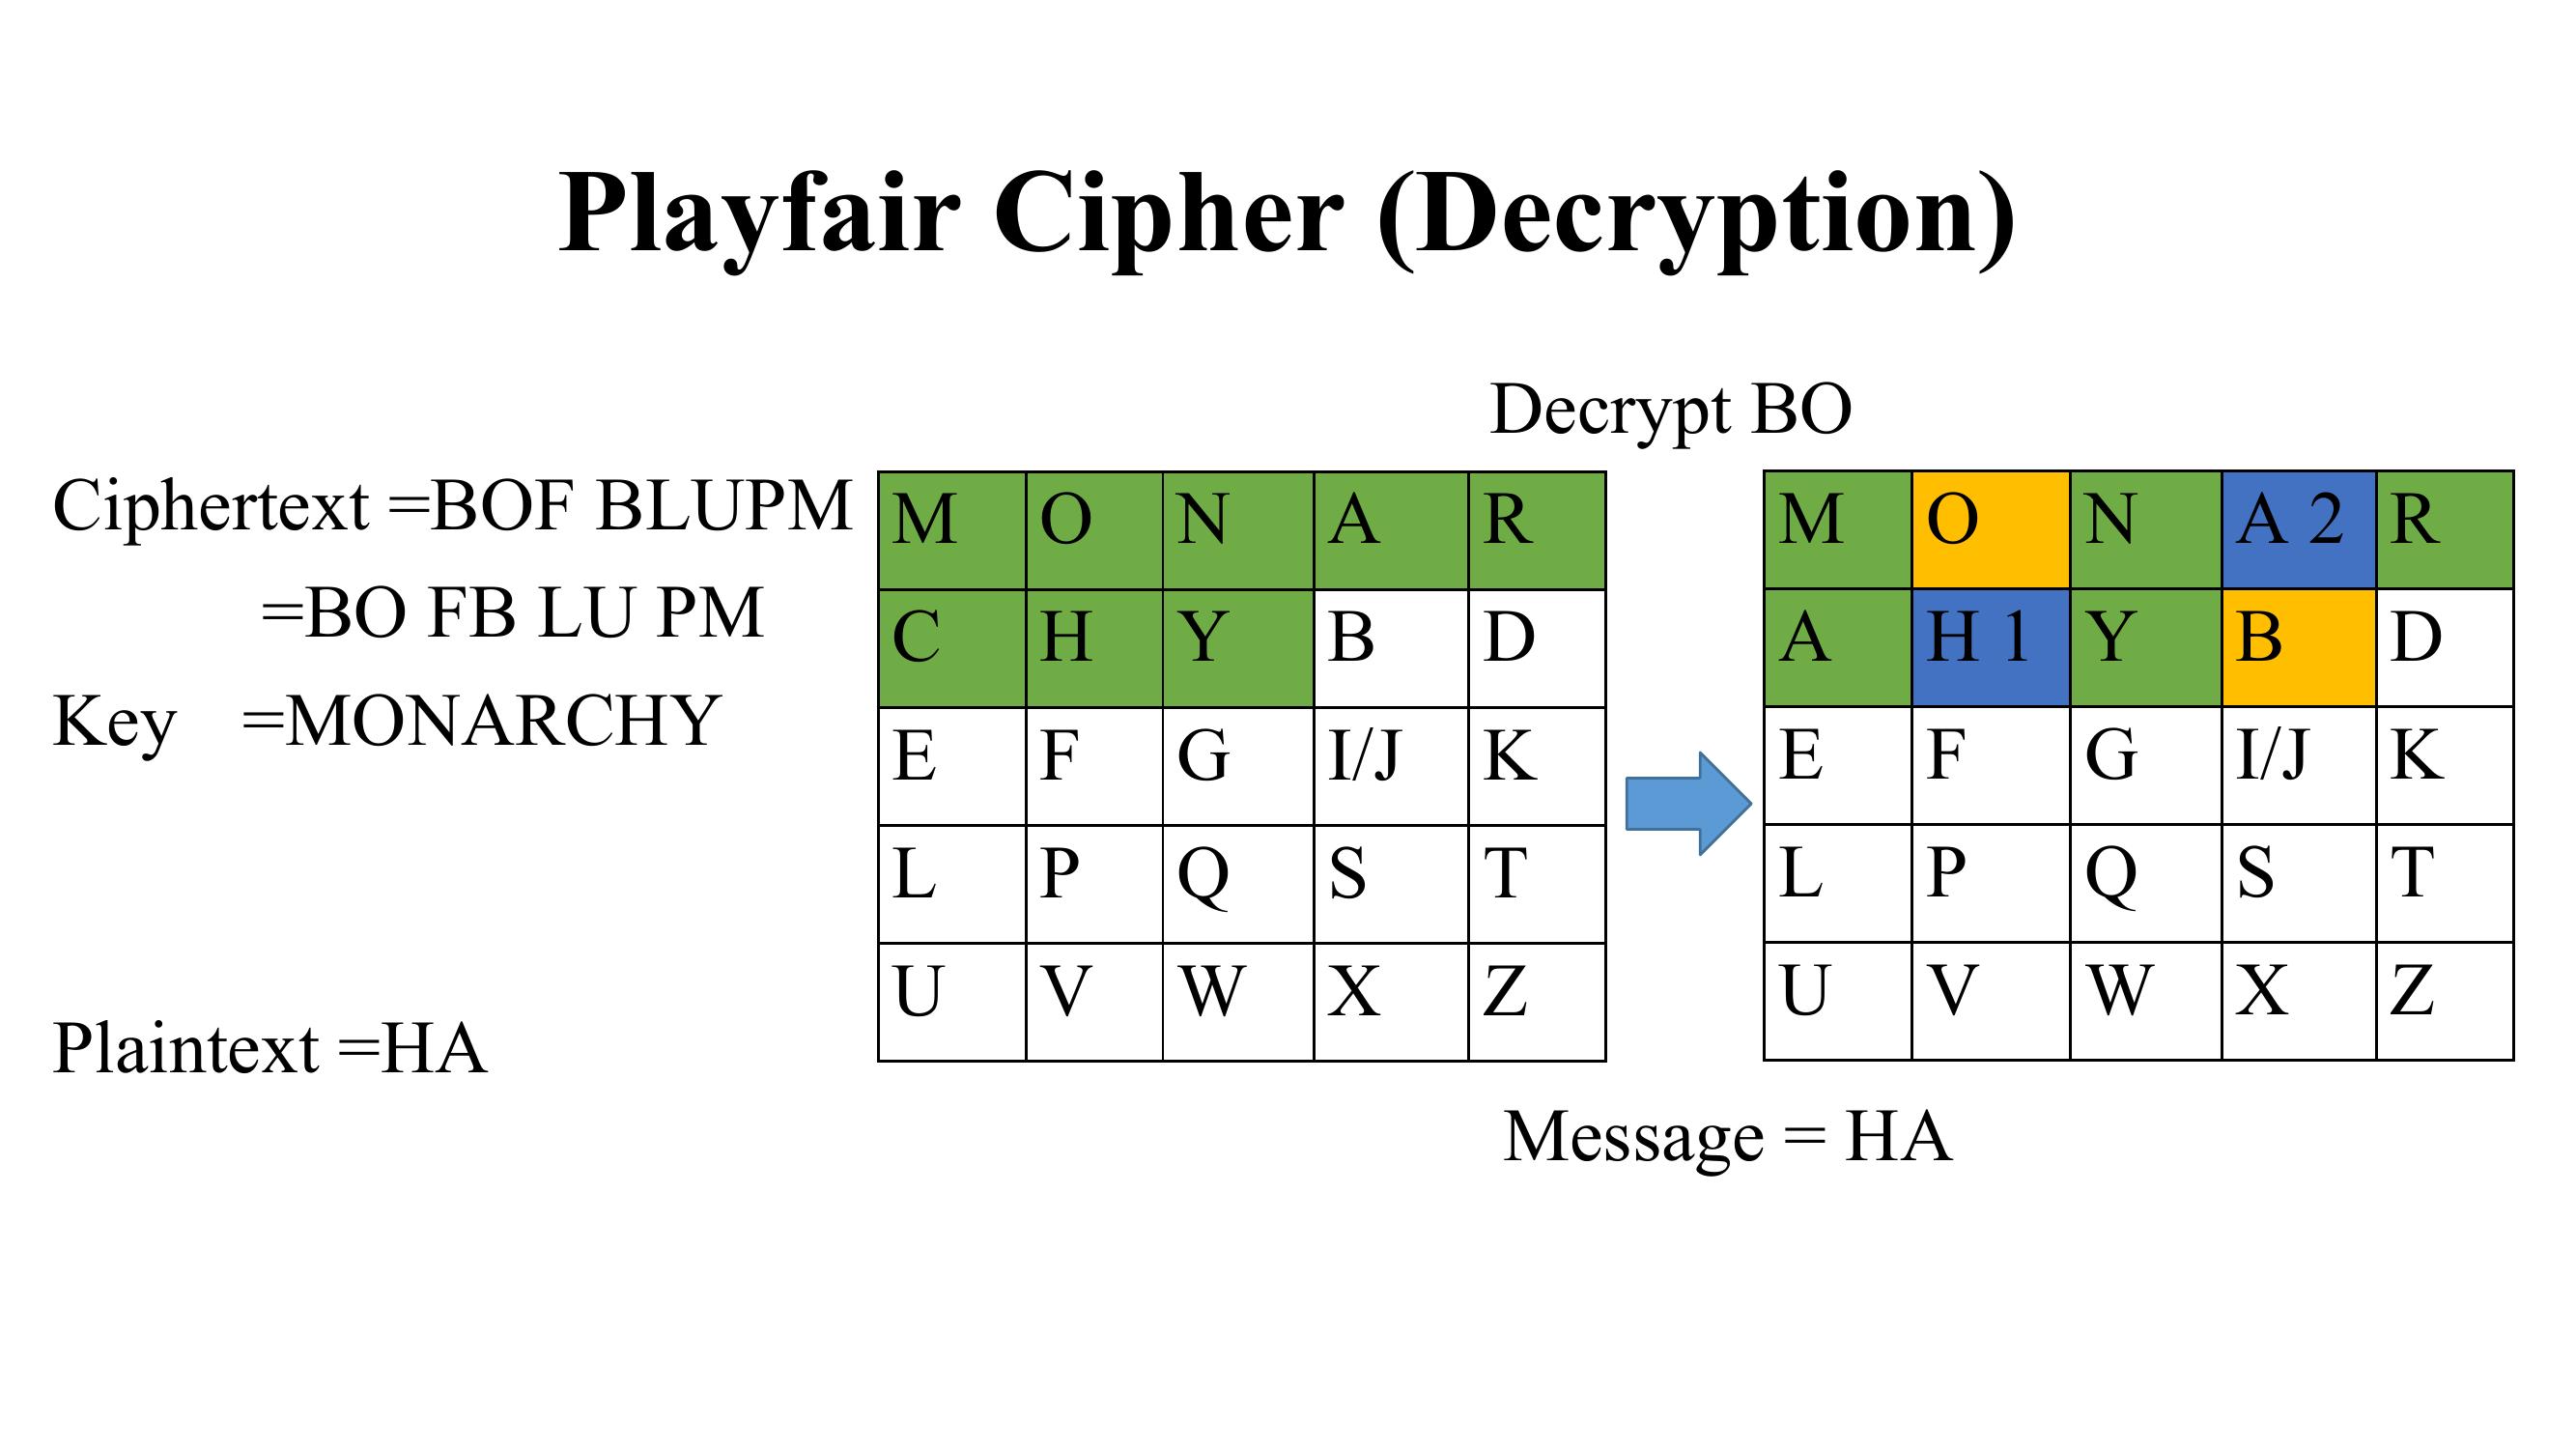 Playfair Cipher (Decryption)
Decrypt BO
Ciphertext =BOF BLUPM
=BO FB LU PM
Key =MONARCHY
Plaintext =HA
M O N A R
C H Y B D
E F G I/J K
L P Q S T
U V W X Z
M O N A 2 R
A H 1 Y B D
E F G I/J K
L P Q S T
U V W X Z
Message = HA